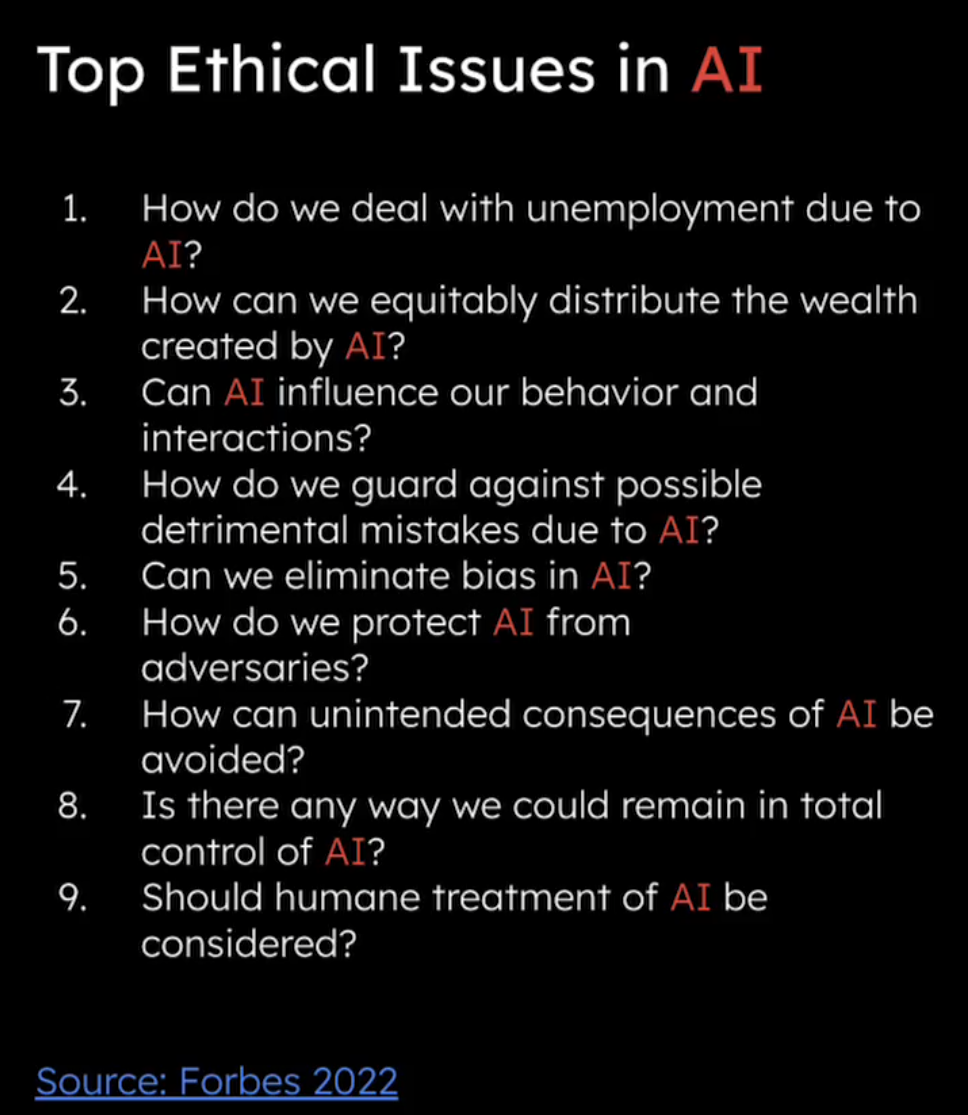 Top Ethical Issues in AI
1. How do we deal with unemployment due to
AI?
2. How can we equitably distribute the wealth
created by AI?
3. Can AI influence our behavior and
interactions?
4. How do we guard against possible
detrimental mistakes due to AI?
5. Can we eliminate bias in AI?
6. How do we protect AI from
adversaries?
7. How can unintended consequences of AI be
avoided?
8. Is there any way we could remain in total
control of AI?
9. Should humane treatment of AI be
considered?
Source: Forbes 2022